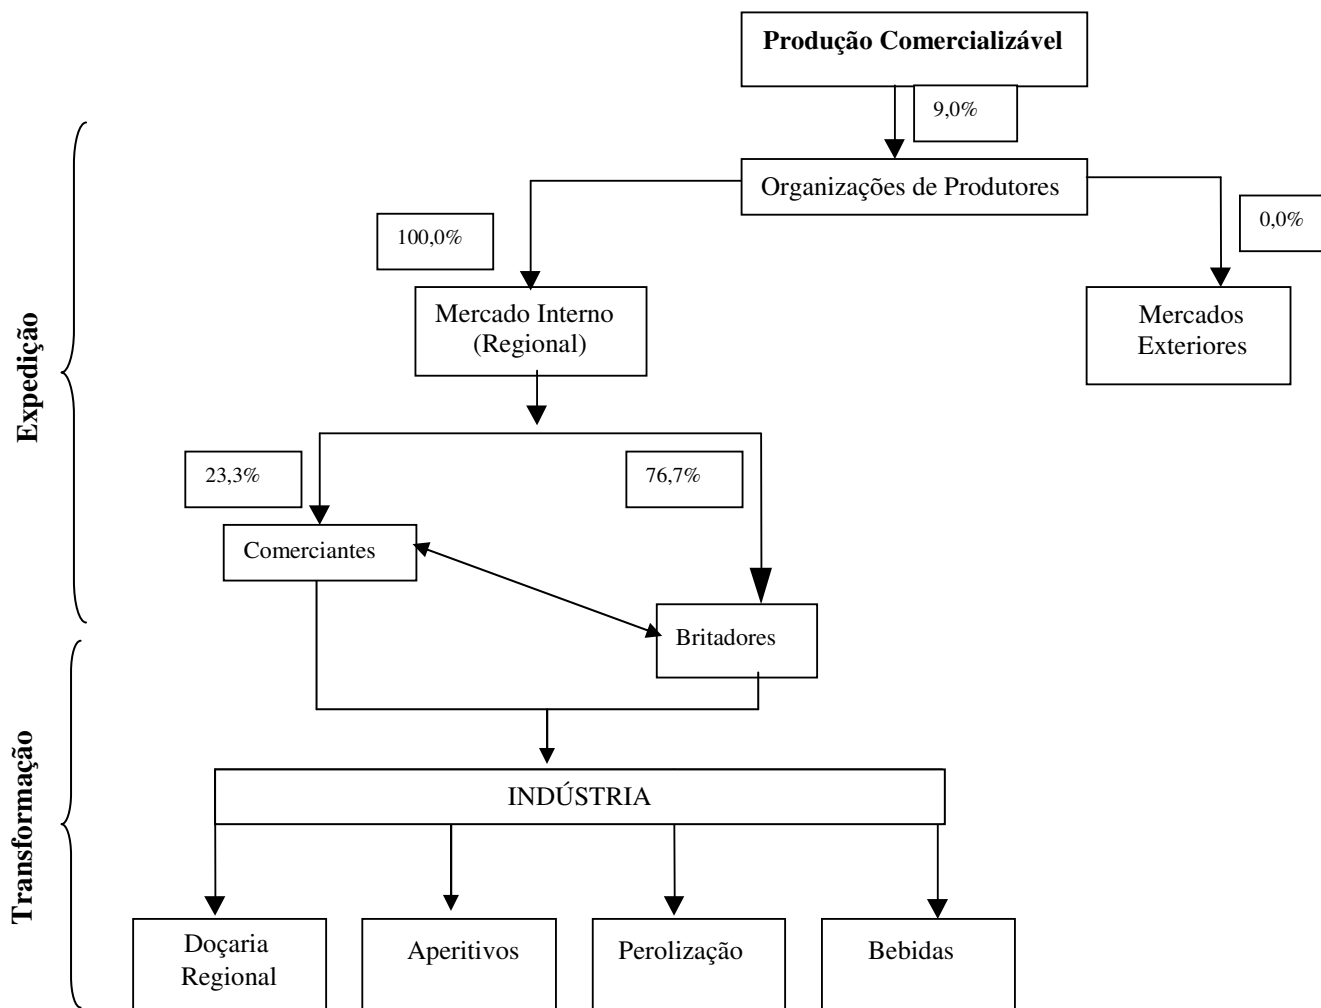 Produção Comercializável
9,0%
Organizações de Produtores
100,0%
0,0%
Mercado Interno
(Regional)
Mercados
Exteriores
Expedição
23,3%
76,7%
Comerciantes
Britadores
Transformação
INDÚSTRIA
Doçaria
Regional
Aperitivos
Perolização
Bebidas